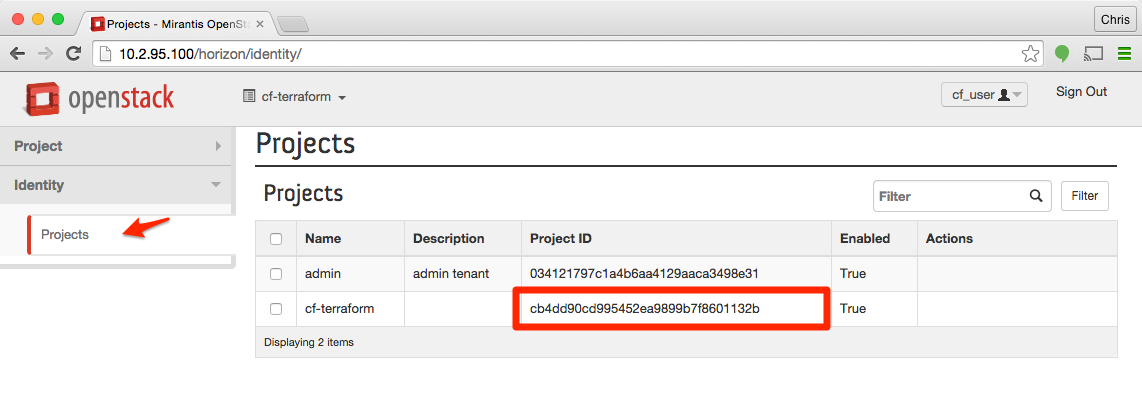 Projects - Mirantis OpenSt
Chris
10.2.95.100/horizon/identity/
openstack
cf-terraform
cf_user
Sign Out
Project
Identity
Projects
Projects
Projects
Filter
Filter
Name Description Project ID Enabled Actions
admin admin tenant 034121797c1a4b6aa4129aaca3498e31 True
cf-terraform cb4dd90cd995452ea9899b7f8601132b True
Displaying 2 items